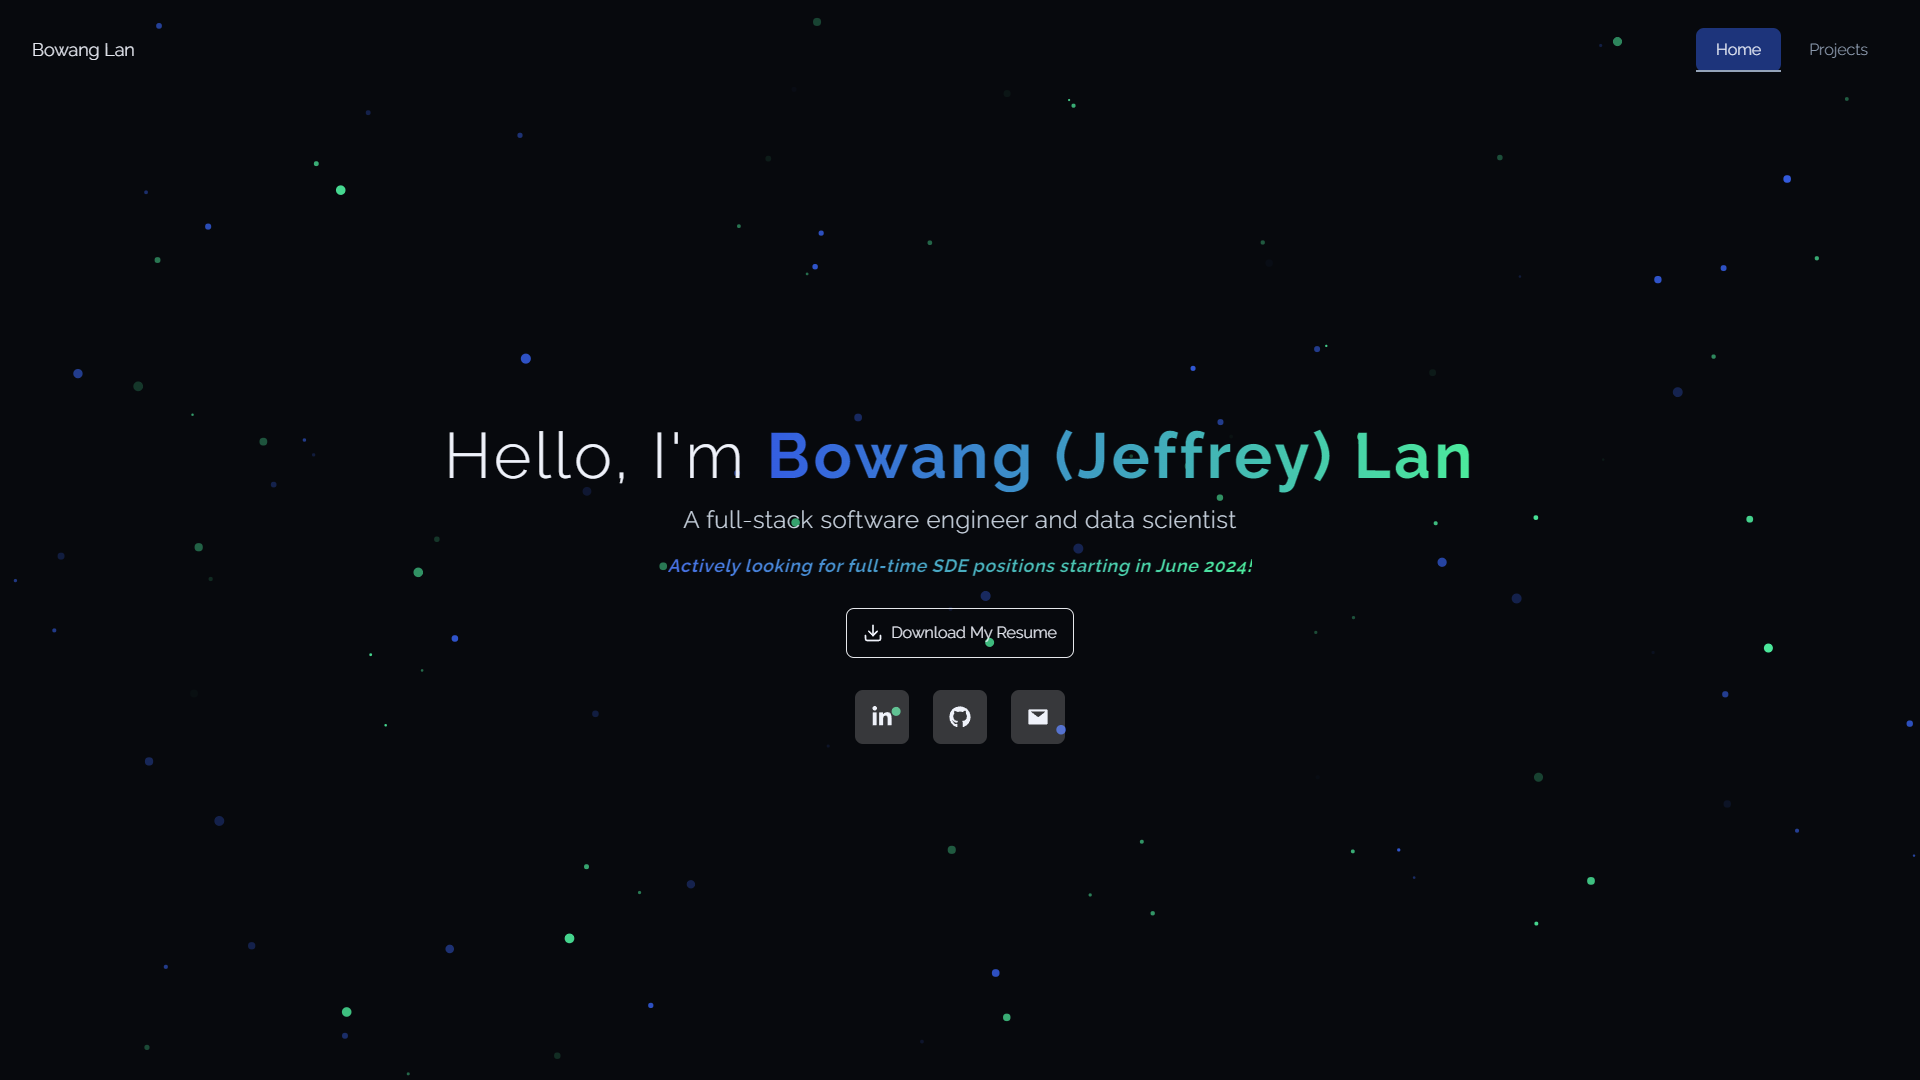 Bowang Lan
Home
Projects
Hello, I'm Bowang (Jeffrey) Lan
A full-stack software engineer and data scientist
Actively looking for full-time SDE positions starting in June 2024!
Download My Resume
in